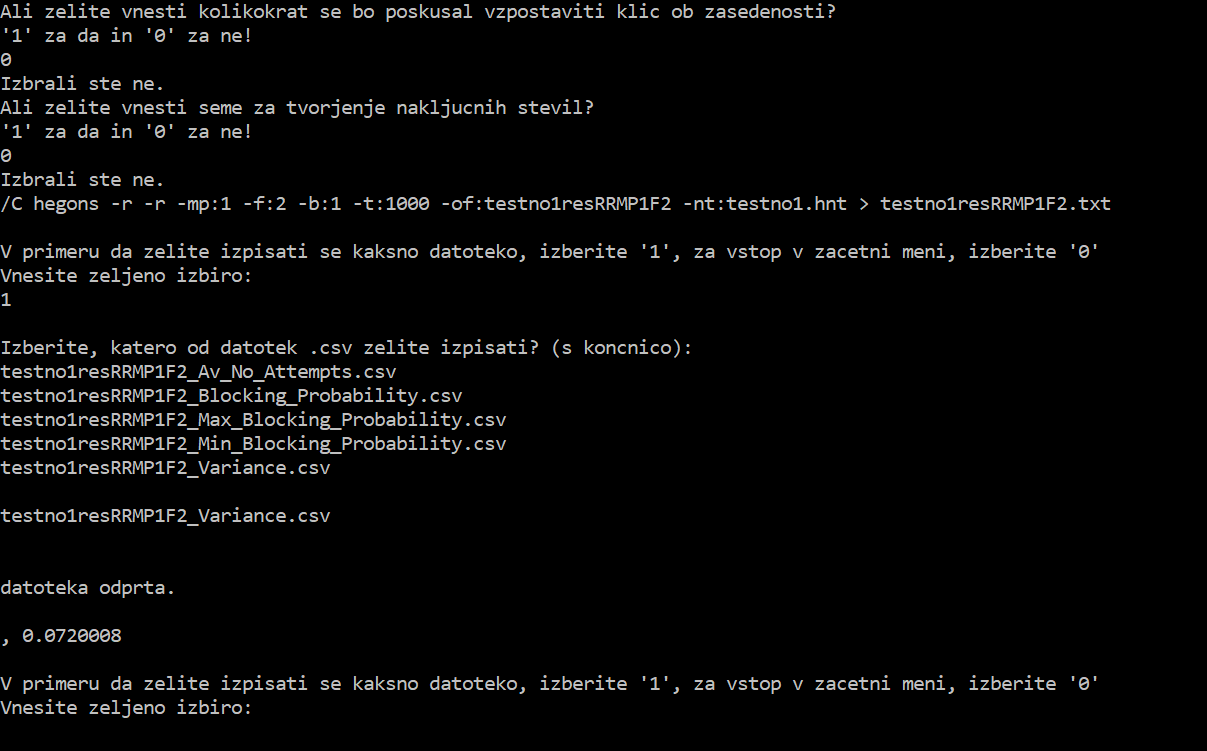 Ali zelite vnesti kolikokrat se bo poskusal vzpostaviti klic ob zasedenosti?
'1' za da in '0' za ne!
0
Izbrali ste ne.
Ali zelite vnesti seme za tvorjenje nakljucnih stevil?
'1' za da in '0' za ne!
0
Izbrali ste ne.
/C hegons -r -r -mp:1 -f:2 -b:1 -t:1000 -of:testno1resRRMP1F2 -nt:testno1.hnt > testno1resRRMP1F2.txt
V primeru da zelite izpisati se kaksno datoteko, izberite '1', za vstop v zacetni meni, izberite '0'
Vnesite zeljeno izbiro:
1
Izberite, katero od datotek .csv zelite izpisati? (s koncnico):
testno1resRRMP1F2_Av_No_Attempts.csv
testno1resRRMP1F2_Blocking_Probability.csv
testno1resRRMP1F2_Max_Blocking_Probability.csv
testno1resRRMP1F2_Min_Blocking_Probability.csv
testno1resRRMP1F2_Variance.csv
testno1resRRMP1F2_Variance.csv
datoteka odprta.
, 0.0720008
V primeru da zelite izpisati se kaksno datoteko, izberite '1', za vstop v zacetni meni, izberite '0'
Vnesite zeljeno izbiro: